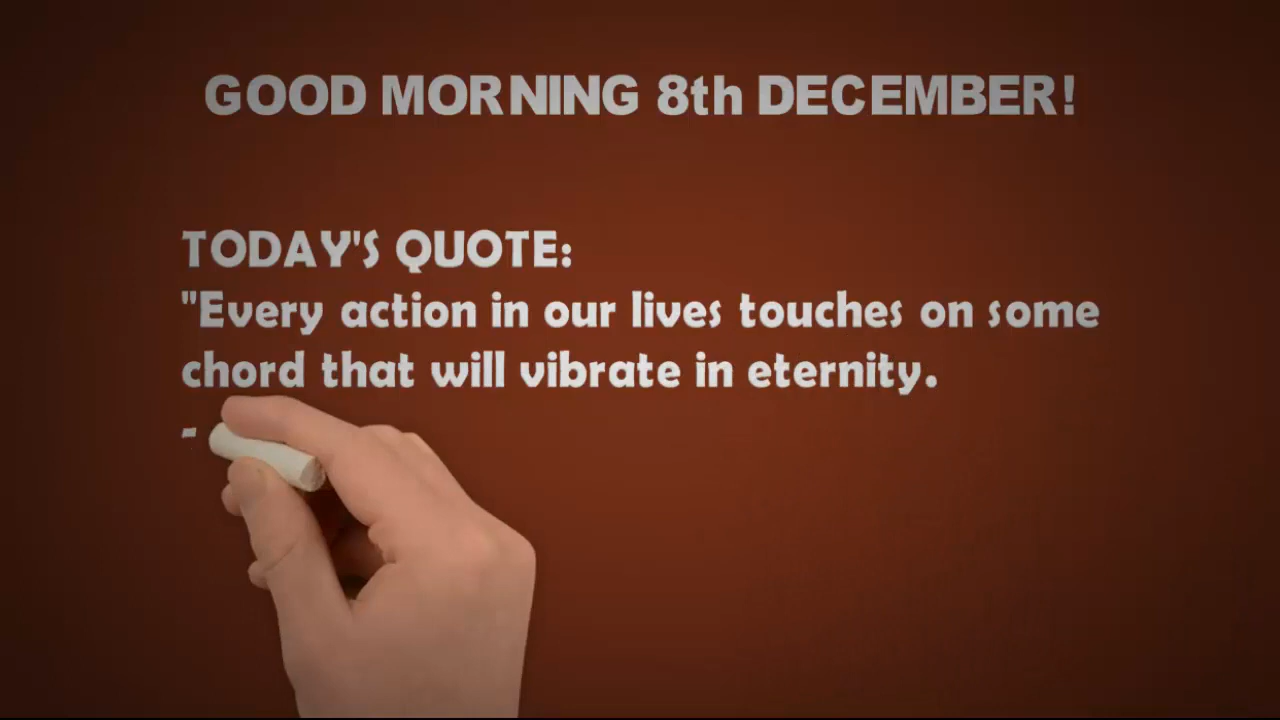 GOOD MORNING 8th DECEMBER!
TODAY'S QUOTE:
"Every action in our lives touches on some
chord that will vibrate in eternity.
-